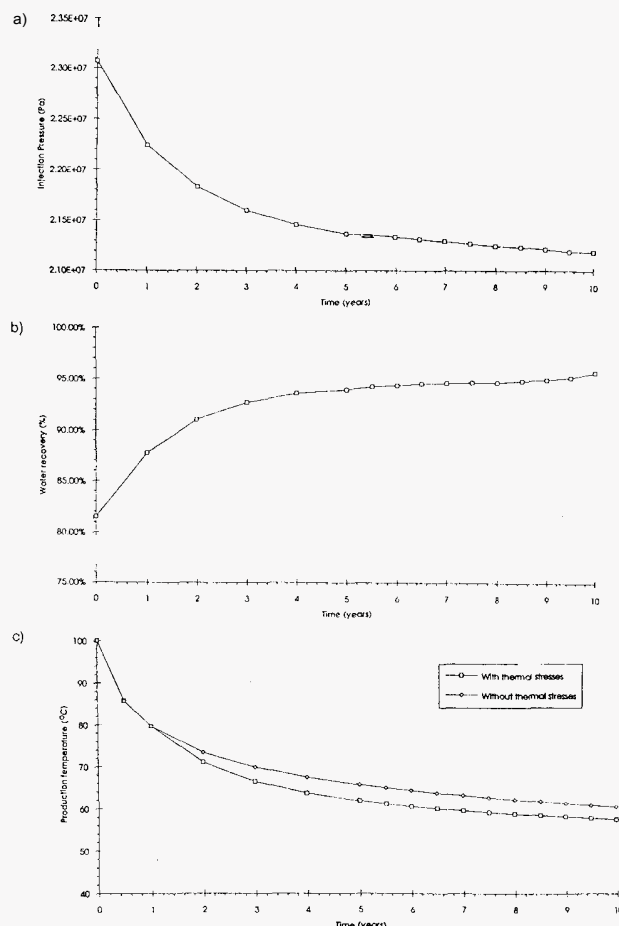 a)
2.35E+07
2.30E+07
2.25E+07
2.20E+07
2.15E+07
2.10E+07
Injection Pressure (Pa)
0 1 2 3 4 5 6 7 8 9 10
Time (years)
b)
100.00%
95.00%
90.00%
85.00%
80.00%
75.00%
Water recovery (%)
0 1 2 3 4 5 6 7 8 9 10
Time (years)
c)
100
90
80
70
60
50
40
Production temperature (°C)
With thermal stresses
Without thermal stresses
0 1 2 3 4 5 6 7 8 9 10
Time (years)